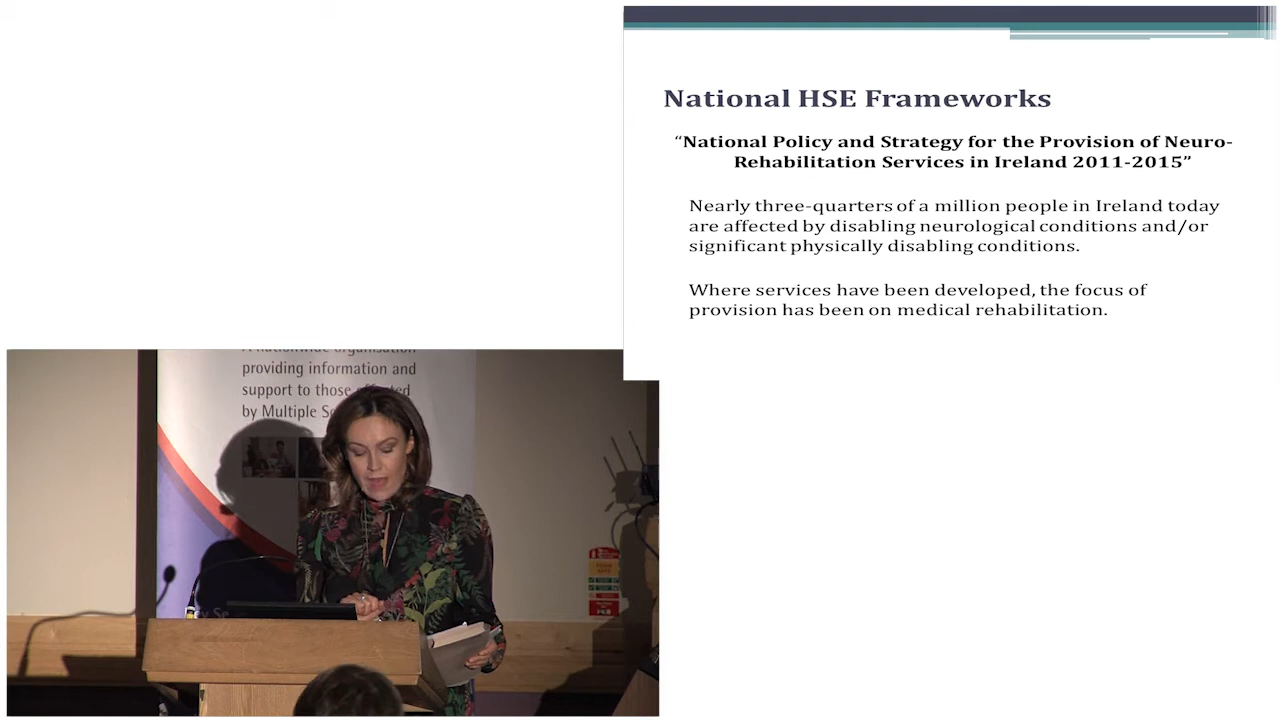 National HSE Frameworks
“National Policy and Strategy for the Provision of Neuro-
Rehabilitation Services in Ireland 2011-2015”
Nearly three-quarters of a million people in Ireland today
are affected by disabling neurological conditions and/or
significant physically disabling conditions.
Where services have been developed, the focus of
provision has been on medical rehabilitation.
A nationwide organisation
providing information and
support to those affected
by Multiple